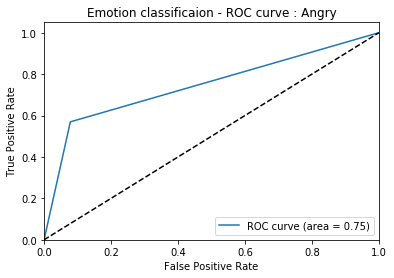 Emotion classificaion - ROC curve : Angry
True Positive Rate
1.0
0.8
0.6
0.4
0.2
0.0
ROC curve (area = 0.75)
0.0 0.2 0.4 0.6 0.8 1.0
False Positive Rate